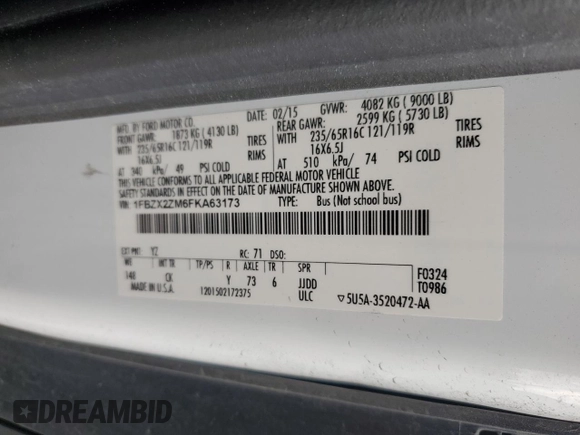 MFD. BY FORD MOTOR CO.
DATE: 02/15 GVWR: 4082 KG ( 9000 LB)
FRONT GAWR: 1873 KG ( 4130 LB) REAR GAWR: 2599 KG ( 5730 LB)
WITH 235/65R16C 121/119R TIRES WITH 235/65R16C 121/119R TIRES
16X6.5J RIMS 16X6.5J RIMS
AT 340 kPa/ 49 PSI COLD AT 510 kPa/ 74 PSI COLD
THIS VEHICLE CONFORMS TO ALL APPLICABLE FEDERAL MOTOR VEHICLE
SAFETY STANDARDS IN EFFECT ON THE DATE OF MANUFACTURE SHOWN ABOVE.
VIN: 1FBZX2ZM6FKA63173 TYPE: Bus (Not School bus)
EXT PNT: YZ RC: 71 DSO:
WB INT TR TP/PS R AXLE TR SPR F0324
148 CK Y 73 6 JJDD T0986
MADE IN U.S.A. 1201502172375 ULC ▽5U5A-3520472-AA
DREAMBID